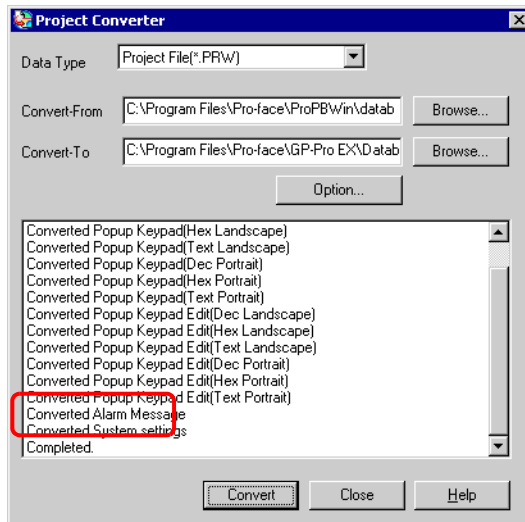 Project Converter
Data Type
Project File(*.PRW)
Convert-From
C:\Program Files\Pro-face\ProPBWin\datab
Browse...
Convert-To
C:\Program Files\Pro-face\GP-Pro EX\Datab
Browse...
Option...
Converted Popup Keypad(Hex Landscape)
Converted Popup Keypad(Text Landscape)
Converted Popup Keypad(Dec Portrait)
Converted Popup Keypad(Hex Portrait)
Converted Popup Keypad(Text Portrait)
Converted Popup Keypad Edit(Dec Landscape)
Converted Popup Keypad Edit(Hex Landscape)
Converted Popup Keypad Edit(Text Landscape)
Converted Popup Keypad Edit(Dec Portrait)
Converted Popup Keypad Edit(Hex Portrait)
Converted Popup Keypad Edit(Text Portrait)
Converted Alarm Message
Converted System settings
Completed.
Convert
Close
Help